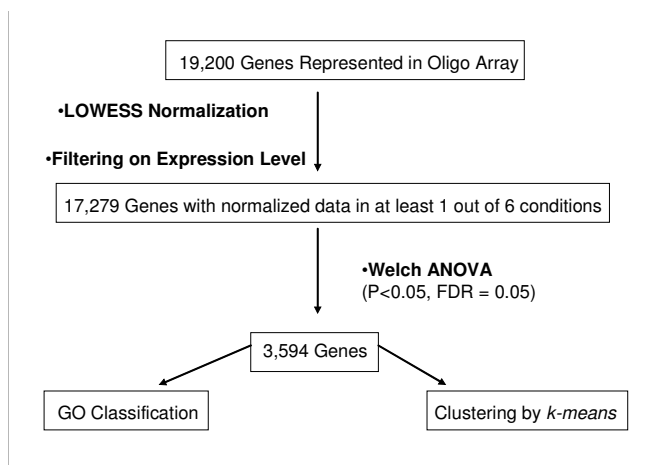 19,200 Genes Represented in Oligo Array
•LOWESS Normalization
•Filtering on Expression Level
17,279 Genes with normalized data in at least 1 out of 6 conditions
•Welch ANOVA
(P<0.05, FDR = 0.05)
3,594 Genes
GO Classification
Clustering by k-means